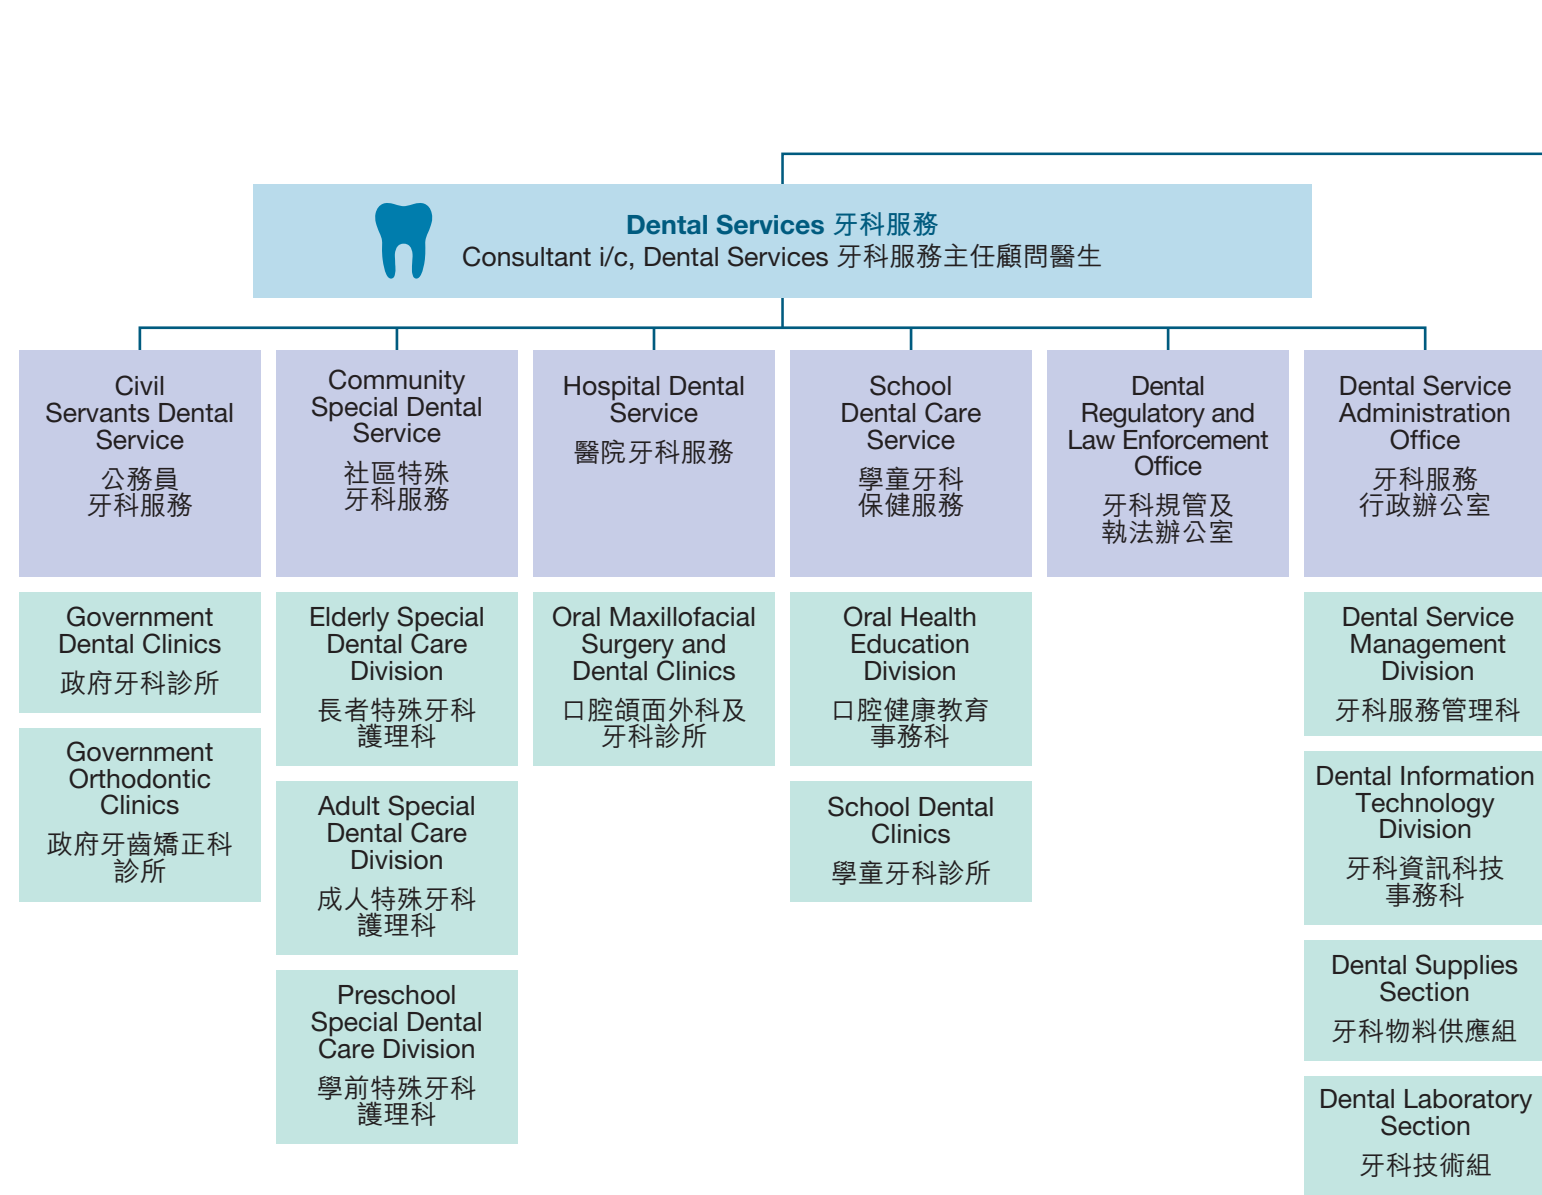 Dental Services 牙科服務
Consultant i/c, Dental Services 牙科服務主任顧問醫生
Civil
Servants Dental
Service
公務員
牙科服務
Government
Dental Clinics
政府牙科診所
Government
Orthodontic
Clinics
政府牙齒矯正科
診所
Community
Special Dental
Service
社區特殊
牙科服務
Elderly Special
Dental Care
Division
長者特殊牙科
護理科
Adult Special
Dental Care
Division
成人特殊牙科
護理科
Preschool
Special Dental
Care Division
學前特殊牙科
護理科
Hospital Dental
Service
醫院牙科服務
Oral Maxillofacial
Surgery and
Dental Clinics
口腔頜面外科及
牙科診所
School
Dental Care
Service
學童牙科
保健服務
Oral Health
Education
Division
口腔健康教育
事務科
School Dental
Clinics
學童牙科診所
Dental
Regulatory and
Law Enforcement
Office
牙科規管及
執法辦公室
Dental Service
Administration
Office
牙科服務
行政辦公室
Dental Service
Management
Division
牙科服務管理科
Dental Information
Technology
Division
牙科資訊科技
事務科
Dental Supplies
Section
牙科物料供應組
Dental Laboratory
Section
牙科技術組